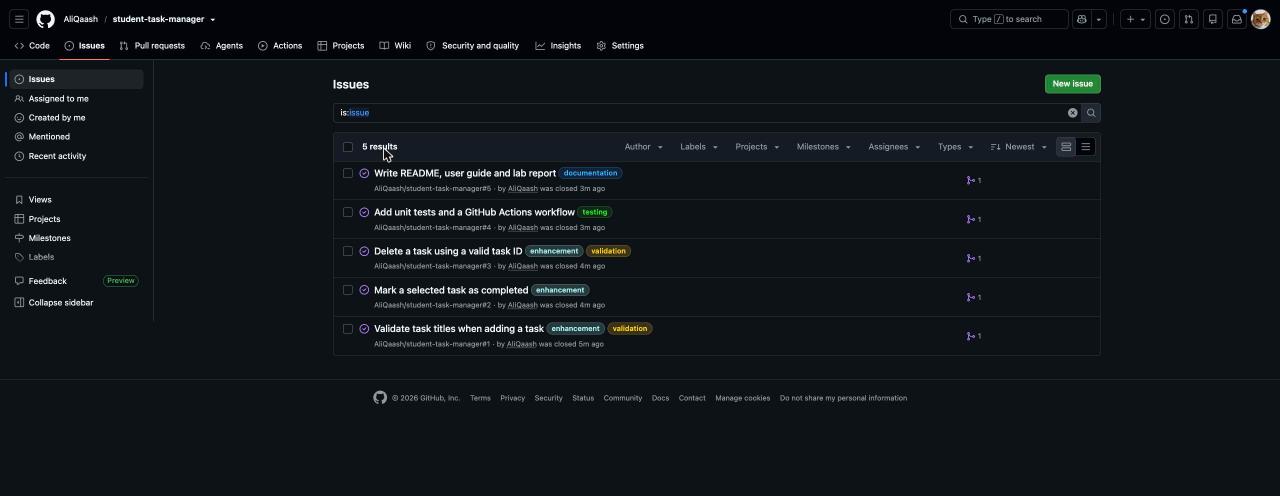 AliQaash / student-task-manager
Type / to search
Code Issues Pull requests Agents Actions Projects Wiki Security and quality Insights Settings
Issues
Assigned to me
Created by me
Mentioned
Recent activity
Views
Projects
Milestones
Labels
Feedback Preview
Collapse sidebar
Issues
New issue
is:issue
5 results Author Labels Projects Milestones Assignees Types Newest
Write README, user guide and lab report documentation
AliQaash/student-task-manager#5 · by AliQaash was closed 3m ago
1
Add unit tests and a GitHub Actions workflow testing
AliQaash/student-task-manager#4 · by AliQaash was closed 3m ago
1
Delete a task using a valid task ID enhancement validation
AliQaash/student-task-manager#3 · by AliQaash was closed 4m ago
1
Mark a selected task as completed enhancement
AliQaash/student-task-manager#2 · by AliQaash was closed 4m ago
1
Validate task titles when adding a task enhancement validation
AliQaash/student-task-manager#1 · by AliQaash was closed 5m ago
1
© 2026 GitHub, Inc. Terms Privacy Security Status Community Docs Contact Manage cookies Do not share my personal information